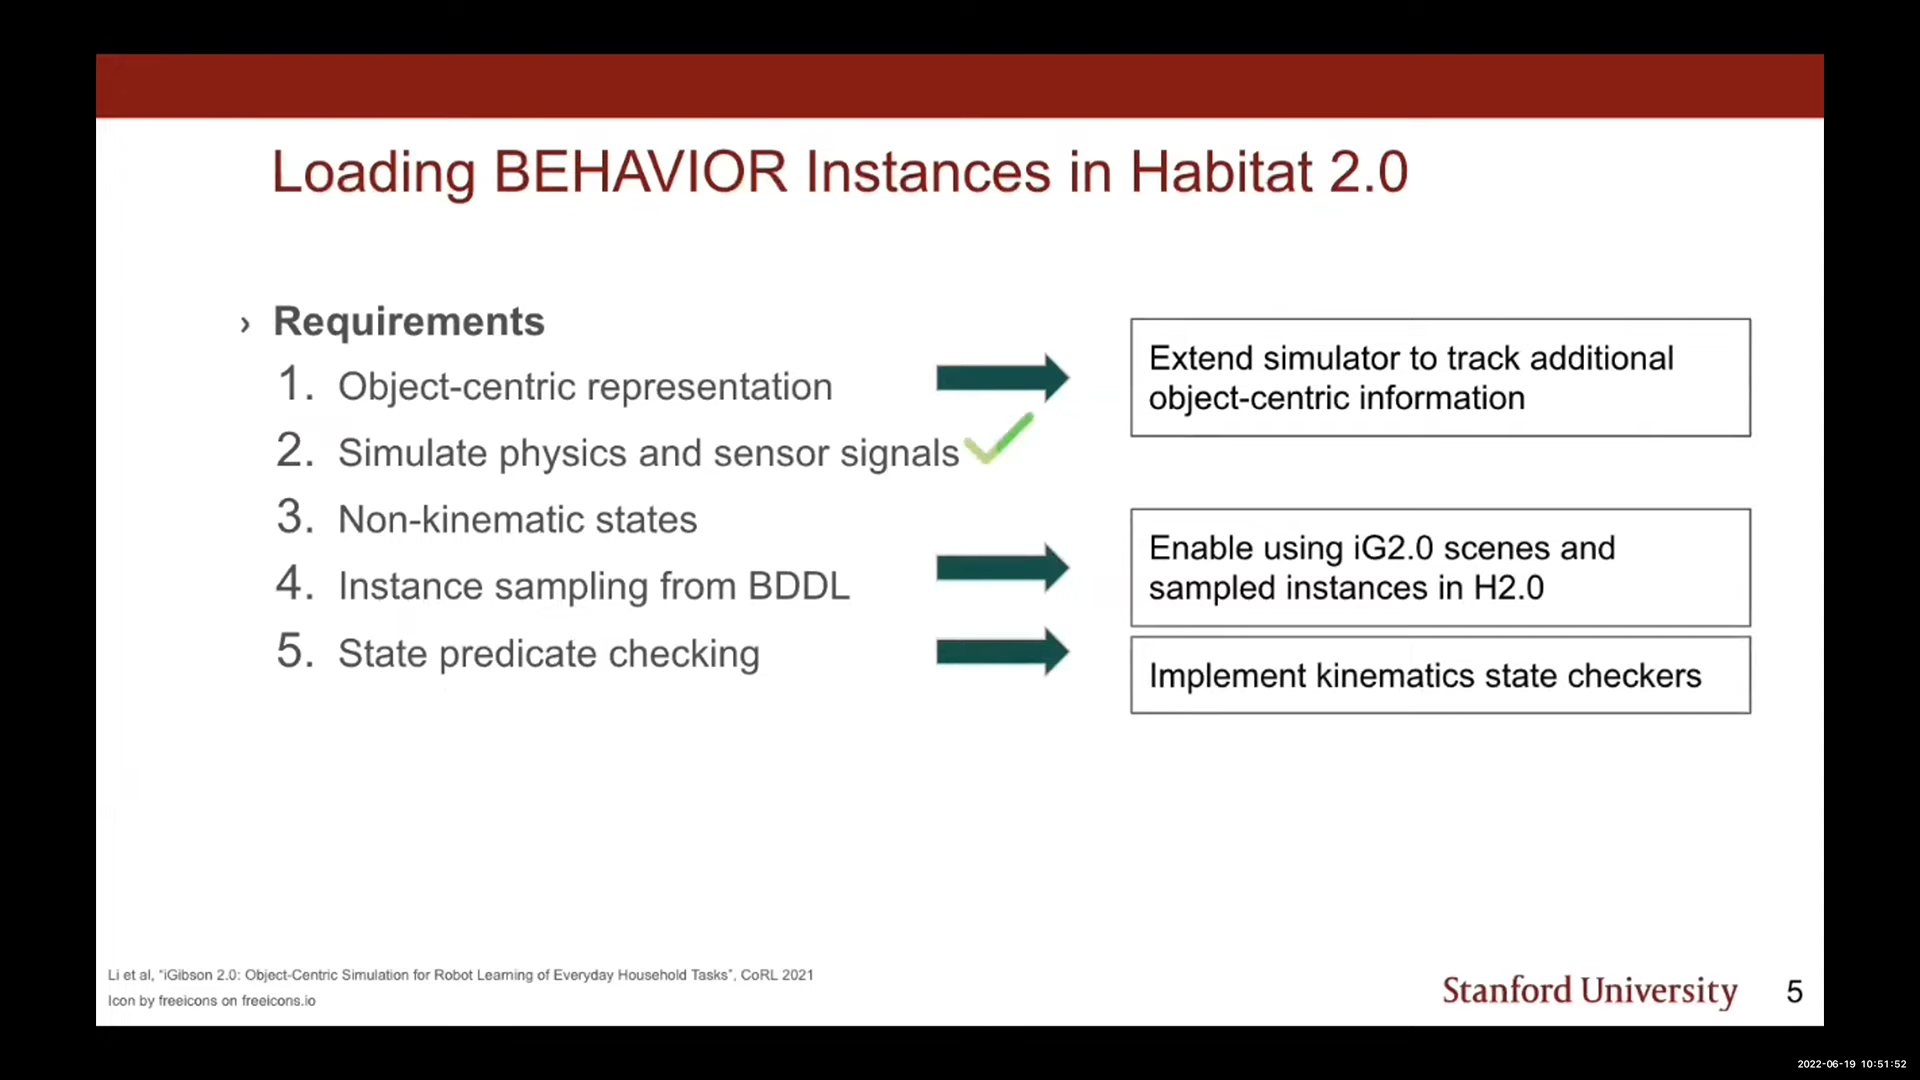 Loading BEHAVIOR Instances in Habitat 2.0
› Requirements
1. Object-centric representation
2. Simulate physics and sensor signals
3. Non-kinematic states
4. Instance sampling from BDDL
5. State predicate checking
Extend simulator to track additional
object-centric information
Enable using iG2.0 scenes and
sampled instances in H2.0
Implement kinematics state checkers
Li et al, "iGibson 2.0: Object-Centric Simulation for Robot Learning of Everyday Household Tasks", CoRL 2021
Icon by freeicons on freeicons.io
Stanford University 5
2022-06-19 10:51:52